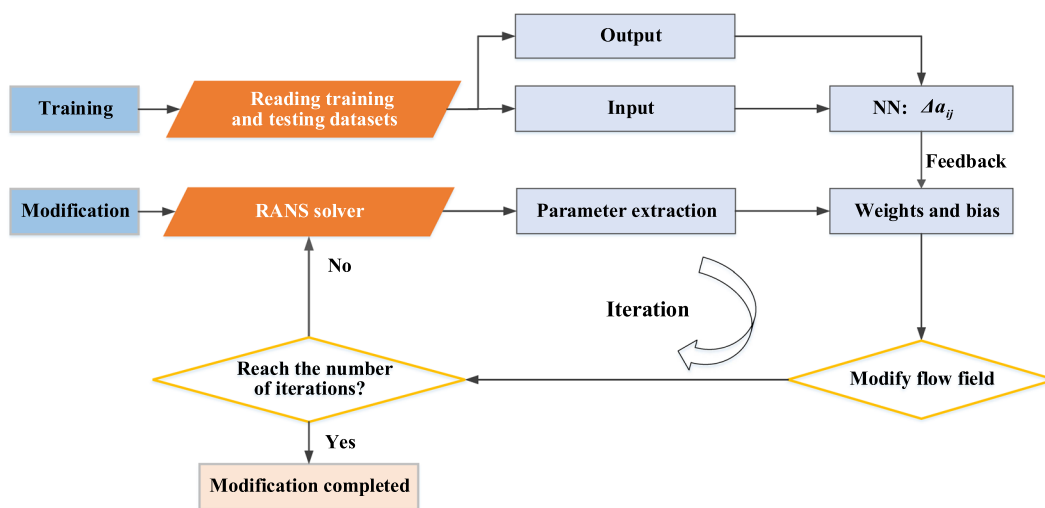 Output
Training
Reading training
and testing datasets
Input
NN: Δa_ij
Feedback
Modification
RANS solver
Parameter extraction
Weights and bias
No
Iteration
Reach the number
of iterations?
Modify flow field
Yes
Modification completed